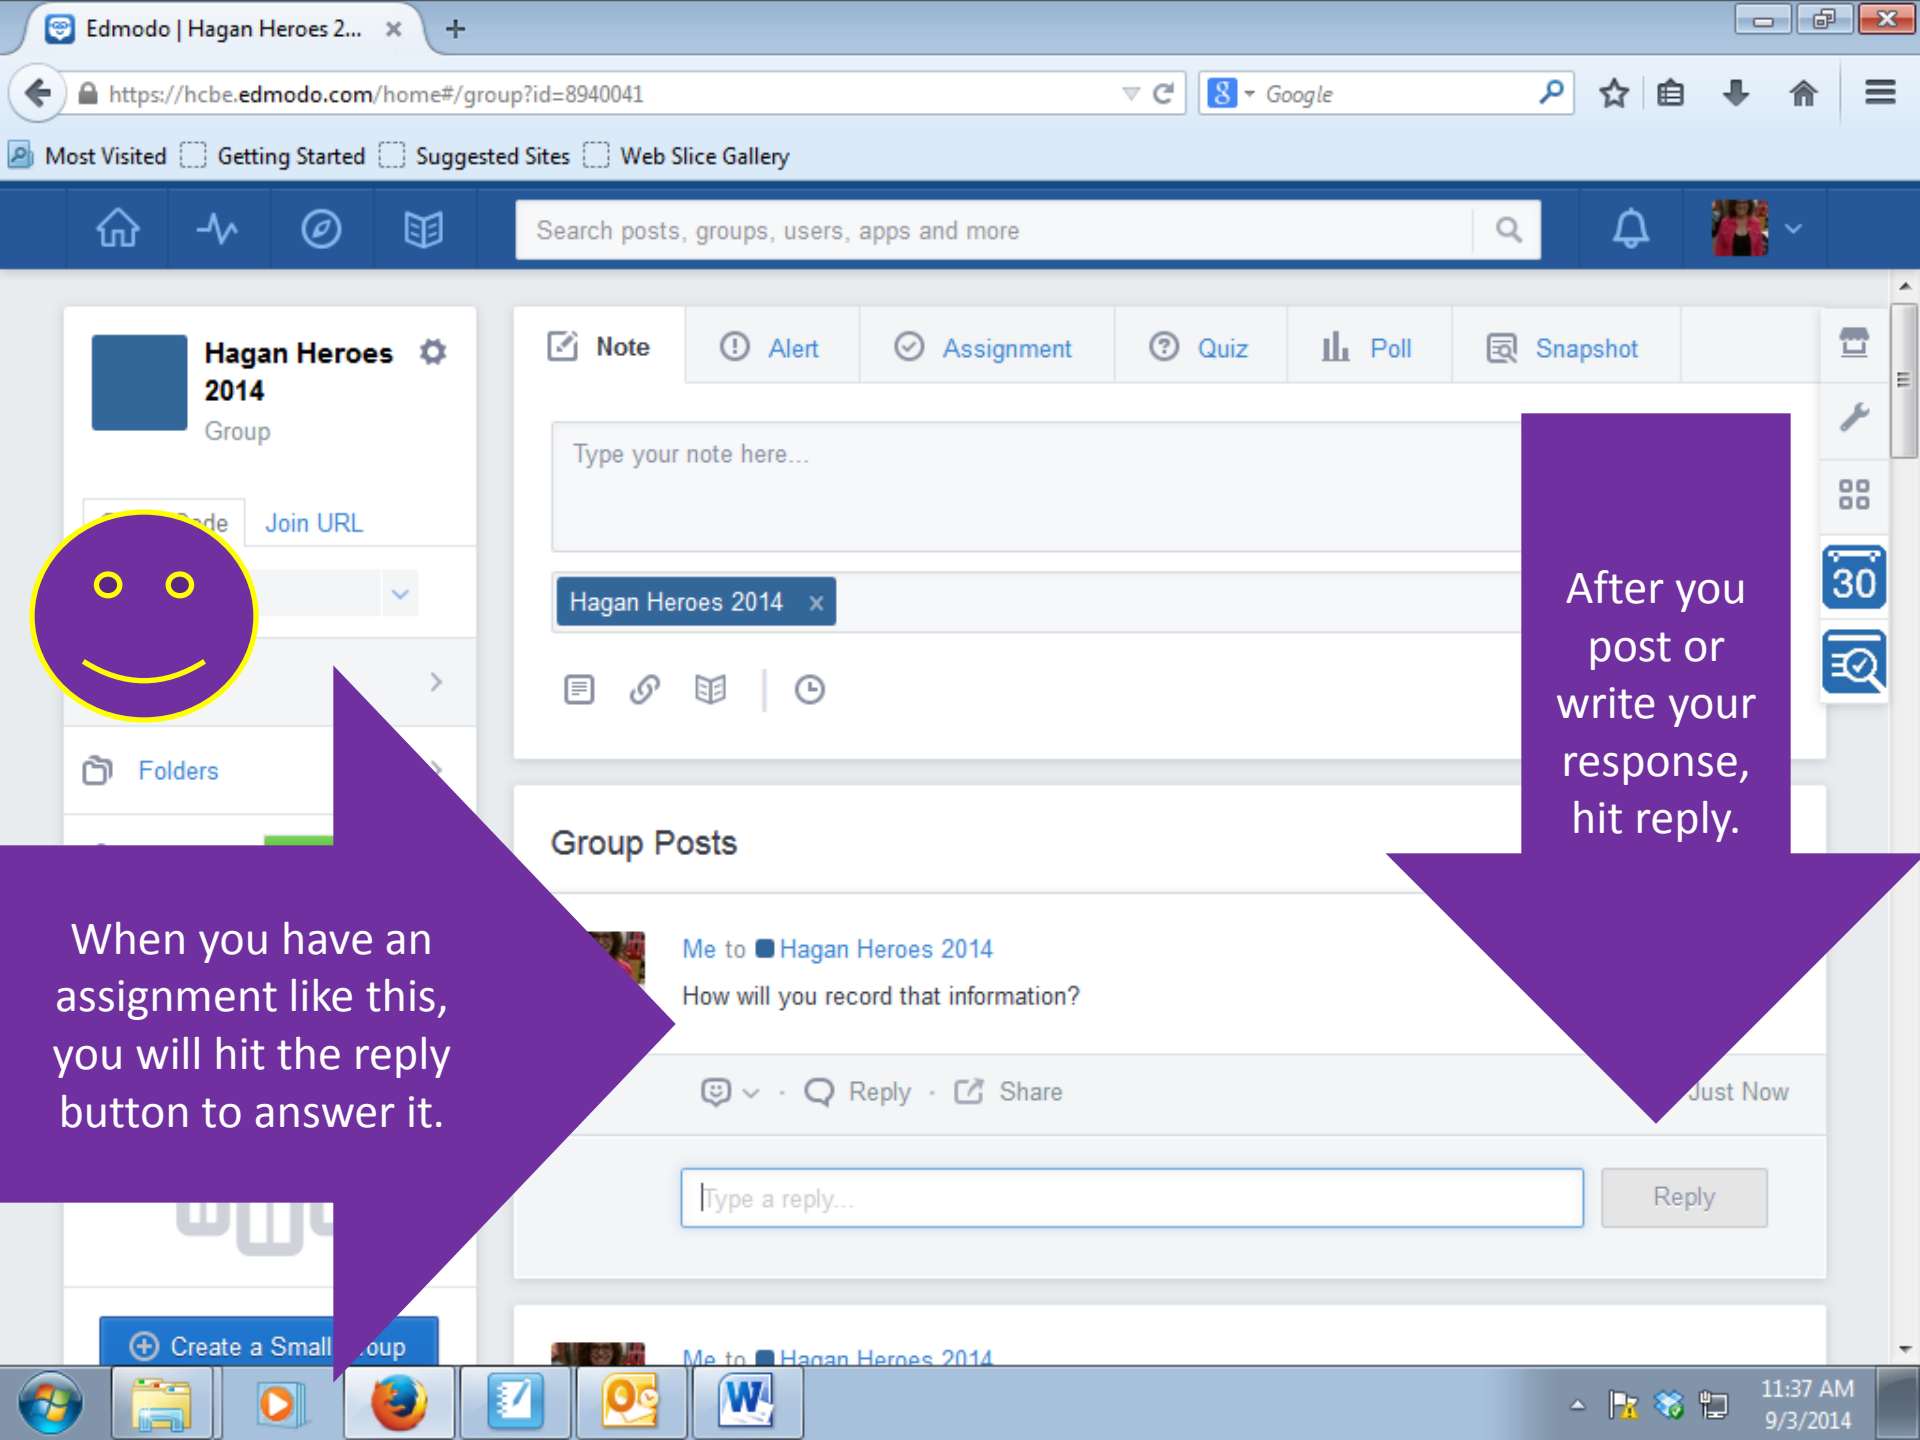 Edmodo | Hagan Heroes 2...
https://hcbe.edmodo.com/home#/group?id=8940041
Google
Most Visited Getting Started Suggested Sites Web Slice Gallery
Search posts, groups, users, apps and more
Hagan Heroes
2014
Group
Join URL
Folders
Create a Small oup
Note Alert Assignment Quiz Poll Snapshot
Type your note here...
Hagan Heroes 2014
30
After you
post or
write your
response,
hit reply.
When you have an
assignment like this,
you will hit the reply
button to answer it.
Group Posts
Me to Hagan Heroes 2014
How will you record that information?
Reply Share
Just Now
Type a reply...
Reply
Me to Hagan Heroes 2014
11:37 AM
9/3/2014